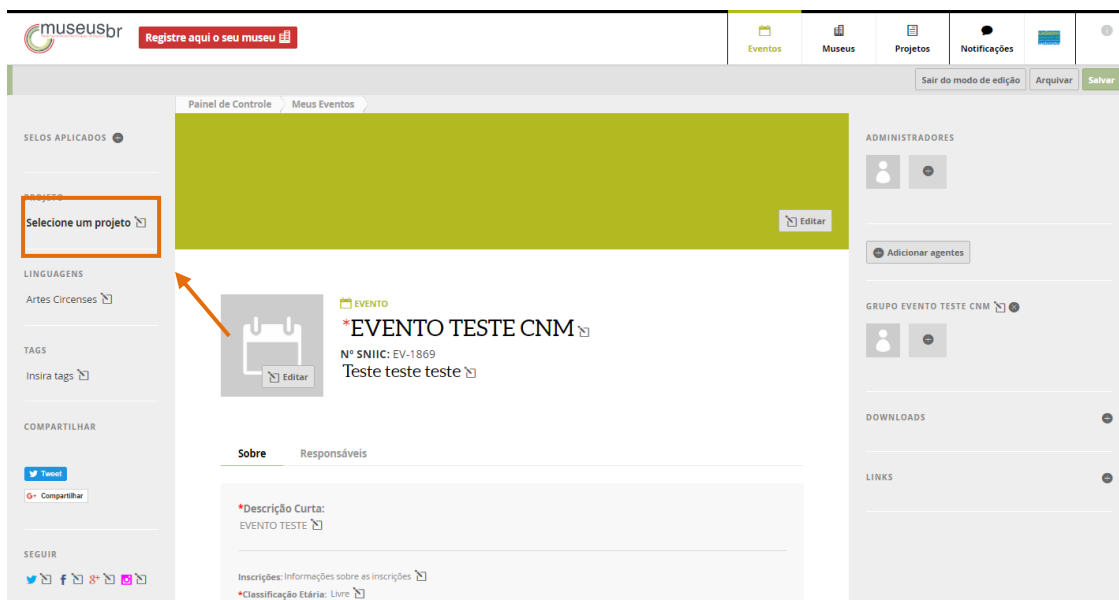 museusbr
Registre aqui o seu museu
Eventos
Museus
Projetos
Notificações
Sair do modo de edição
Arquivar
Salvar
Painel de Controle
Meus Eventos
SELOS APLICADOS
PROJETO
Selecione um projeto
LINGUAGENS
Artes Circenses
TAGS
Insira tags
COMPARTILHAR
Tweet
G+ Compartilhar
SEGUIR
Editar
Editar
EVENTO
*EVENTO TESTE CNM
Nº SNIIC: EV-1869
Teste teste teste
Sobre
Responsáveis
*Descrição Curta:
EVENTO TESTE
Inscrições: Informações sobre as inscrições
*Classificação Etária: Livre
ADMINISTRADORES
Adicionar agentes
GRUPO EVENTO TESTE CNM
DOWNLOADS
LINKS